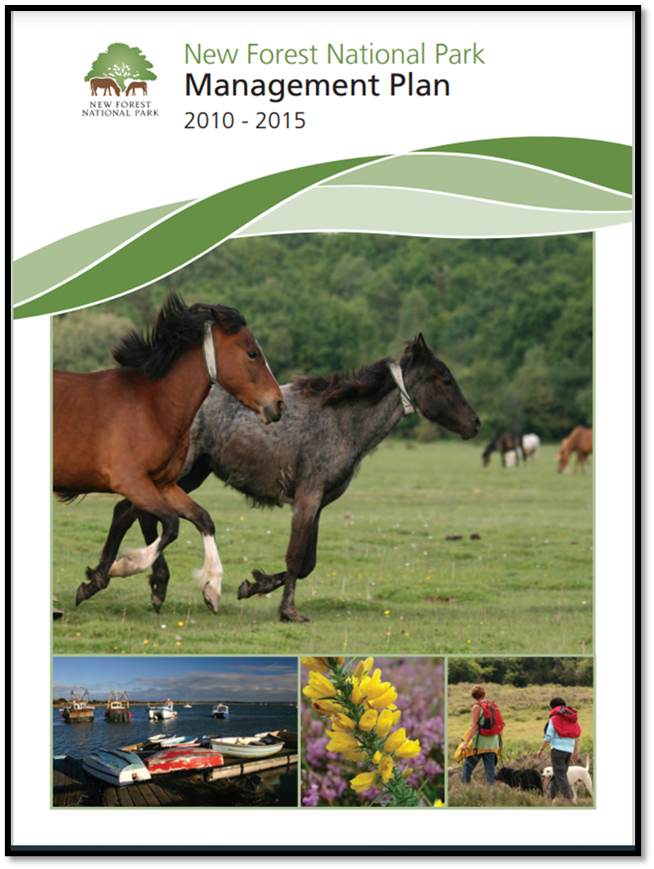 New Forest National Park
Management Plan
2010 - 2015
NEW FOREST
NATIONAL PARK